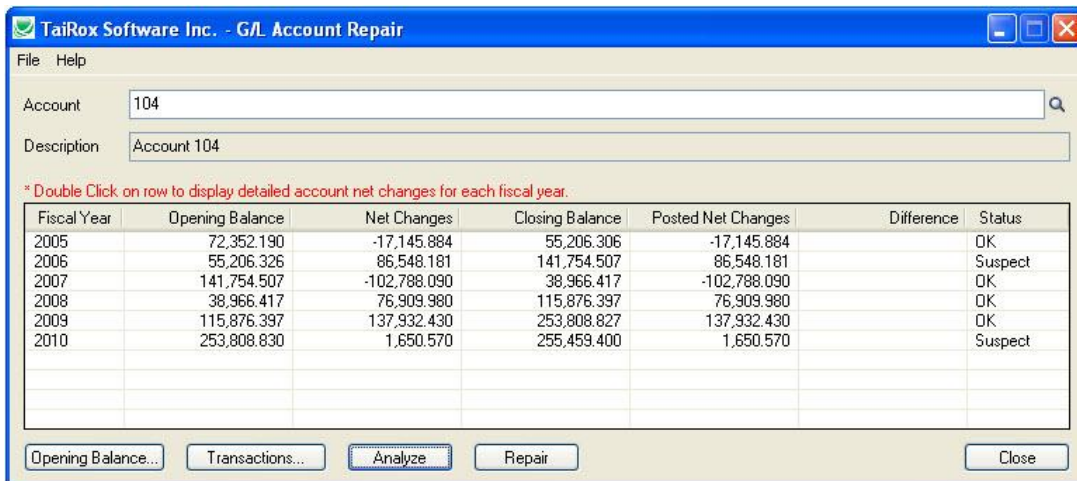 TaiRox Software Inc. - G/L Account Repair
File Help
Account 104
Description Account 104
* Double Click on row to display detailed account net changes for each fiscal year.
Fiscal Year Opening Balance Net Changes Closing Balance Posted Net Changes Difference Status
2005 72,352.190 -17,145.884 55,206.306 -17,145.884 OK
2006 55,206.326 86,548.181 141,754.507 86,548.181 Suspect
2007 141,754.507 -102,788.090 38,966.417 -102,788.090 OK
2008 38,966.417 76,909.980 115,876.397 76,909.980 OK
2009 115,876.397 137,932.430 253,808.827 137,932.430 OK
2010 253,808.830 1,650.570 255,459.400 1,650.570 Suspect
Opening Balance... Transactions... Analyze Repair Close